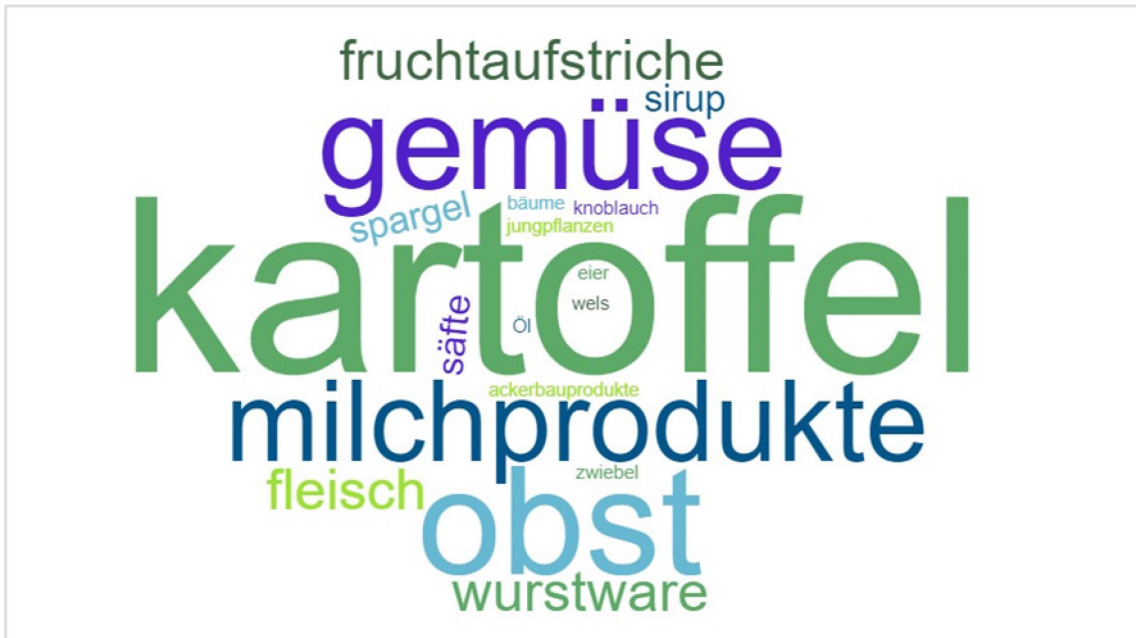 fruchtaufstriche
sirup
gemüse
spargel
bäume
knoblauch
jungpflanzen
kartoffel
eier
wels
säfte
Öl
ackerbauprodukte
milchprodukte
zwiebel
fleisch
obst
wurstware